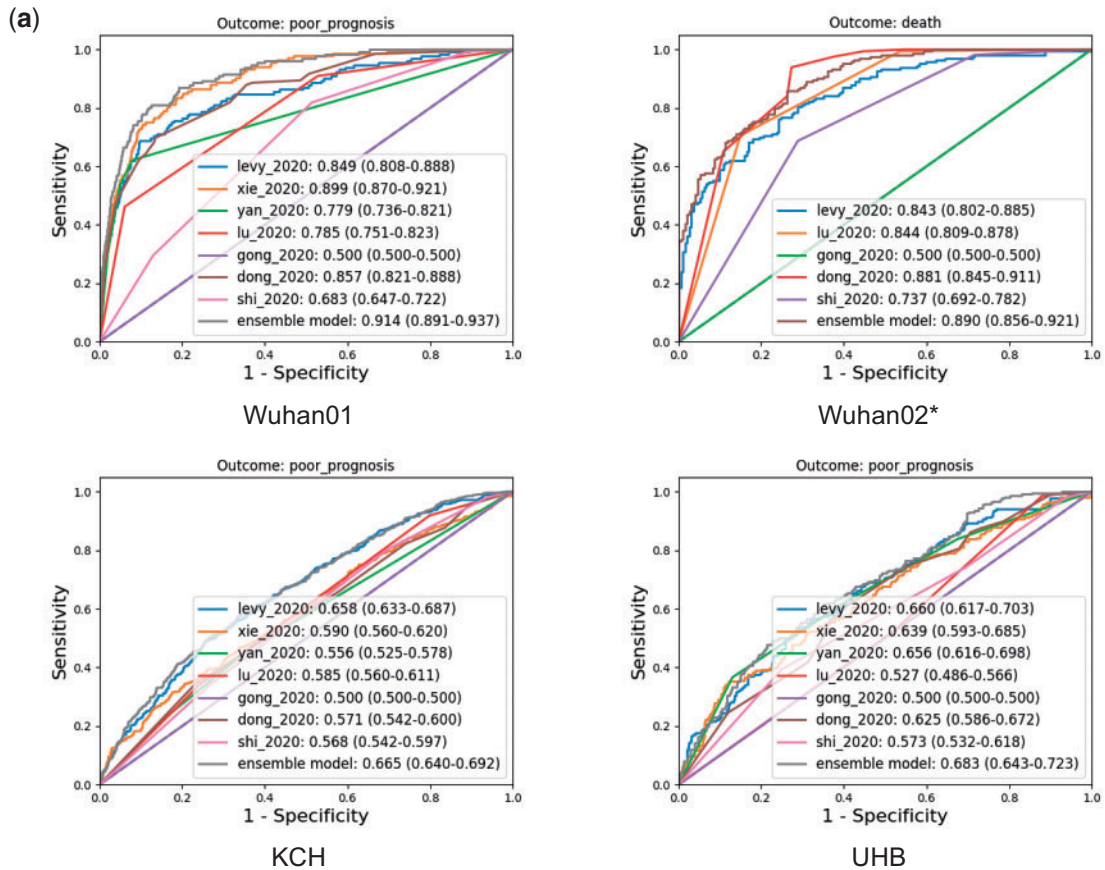 (a)
Outcome: poor_prognosis
1.0
0.8
0.6
0.4
0.2
0.0
Sensitivity
levy_2020: 0.849 (0.808-0.888)
xie_2020: 0.899 (0.870-0.921)
yan_2020: 0.779 (0.736-0.821)
lu_2020: 0.785 (0.751-0.823)
gong_2020: 0.500 (0.500-0.500)
dong_2020: 0.857 (0.821-0.888)
shi_2020: 0.683 (0.647-0.722)
ensemble model: 0.914 (0.891-0.937)
0.0 0.2 0.4 0.6 0.8 1.0
1 - Specificity
Wuhan01
Outcome: death
1.0
0.8
0.6
0.4
0.2
0.0
Sensitivity
levy_2020: 0.843 (0.802-0.885)
lu_2020: 0.844 (0.809-0.878)
gong_2020: 0.500 (0.500-0.500)
dong_2020: 0.881 (0.845-0.911)
shi_2020: 0.737 (0.692-0.782)
ensemble model: 0.890 (0.856-0.921)
0.0 0.2 0.4 0.6 0.8 1.0
1 - Specificity
Wuhan02*
Outcome: poor_prognosis
1.0
0.8
0.6
0.4
0.2
0.0
Sensitivity
levy_2020: 0.658 (0.633-0.687)
xie_2020: 0.590 (0.560-0.620)
yan_2020: 0.556 (0.525-0.578)
lu_2020: 0.585 (0.560-0.611)
gong_2020: 0.500 (0.500-0.500)
dong_2020: 0.571 (0.542-0.600)
shi_2020: 0.568 (0.542-0.597)
ensemble model: 0.665 (0.640-0.692)
0.0 0.2 0.4 0.6 0.8 1.0
1 - Specificity
KCH
Outcome: poor_prognosis
1.0
0.8
0.6
0.4
0.2
0.0
Sensitivity
levy_2020: 0.660 (0.617-0.703)
xie_2020: 0.639 (0.593-0.685)
yan_2020: 0.656 (0.616-0.698)
lu_2020: 0.527 (0.486-0.566)
gong_2020: 0.500 (0.500-0.500)
dong_2020: 0.625 (0.586-0.672)
shi_2020: 0.573 (0.532-0.618)
ensemble model: 0.683 (0.643-0.723)
0.0 0.2 0.4 0.6 0.8 1.0
1 - Specificity
UHB